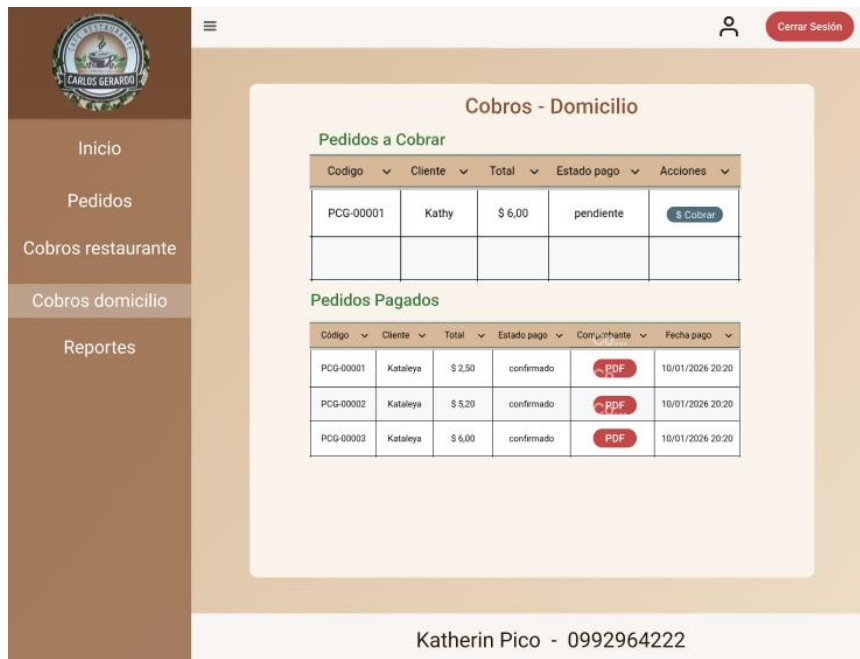 CAFÉ RESTAURANTE
CARLOS GERARDO
Cerrar Sesión
Inicio
Pedidos
Cobros restaurante
Cobros domicilio
Reportes
Cobros - Domicilio
Pedidos a Cobrar
Codigo Cliente Total Estado pago Acciones
PCG-00001 Kathy $ 6,00 pendiente $ Cobrar
Pedidos Pagados
Código Cliente Total Estado pago Comprobante Fecha pago
PCG-00001 Kataleya $ 2,50 confirmado PDF 10/01/2026 20:20
PCG-00002 Kataleya $ 5,20 confirmado PDF 10/01/2026 20:20
PCG-00003 Kataleya $ 6,00 confirmado PDF 10/01/2026 20:20
Katherin Pico - 0992964222